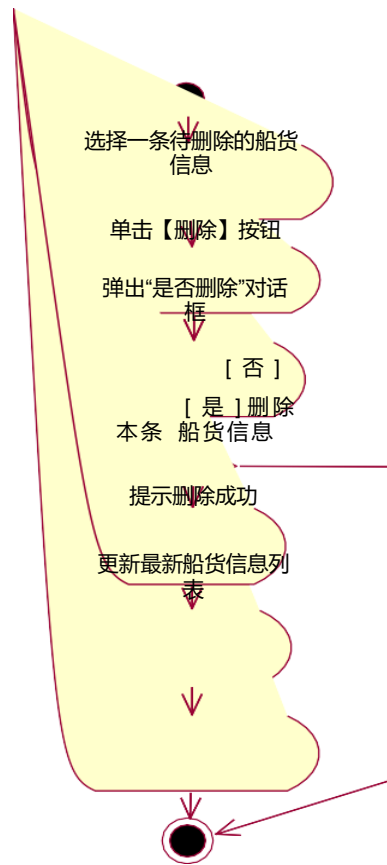 选择一条待删除的船货
信息
单击【删除】按钮
弹出“是否删除”对话
框
[ 否 ]
[ 是 ]删除
本条 船货信息
提示删除成功
更新最新船货信息列
表